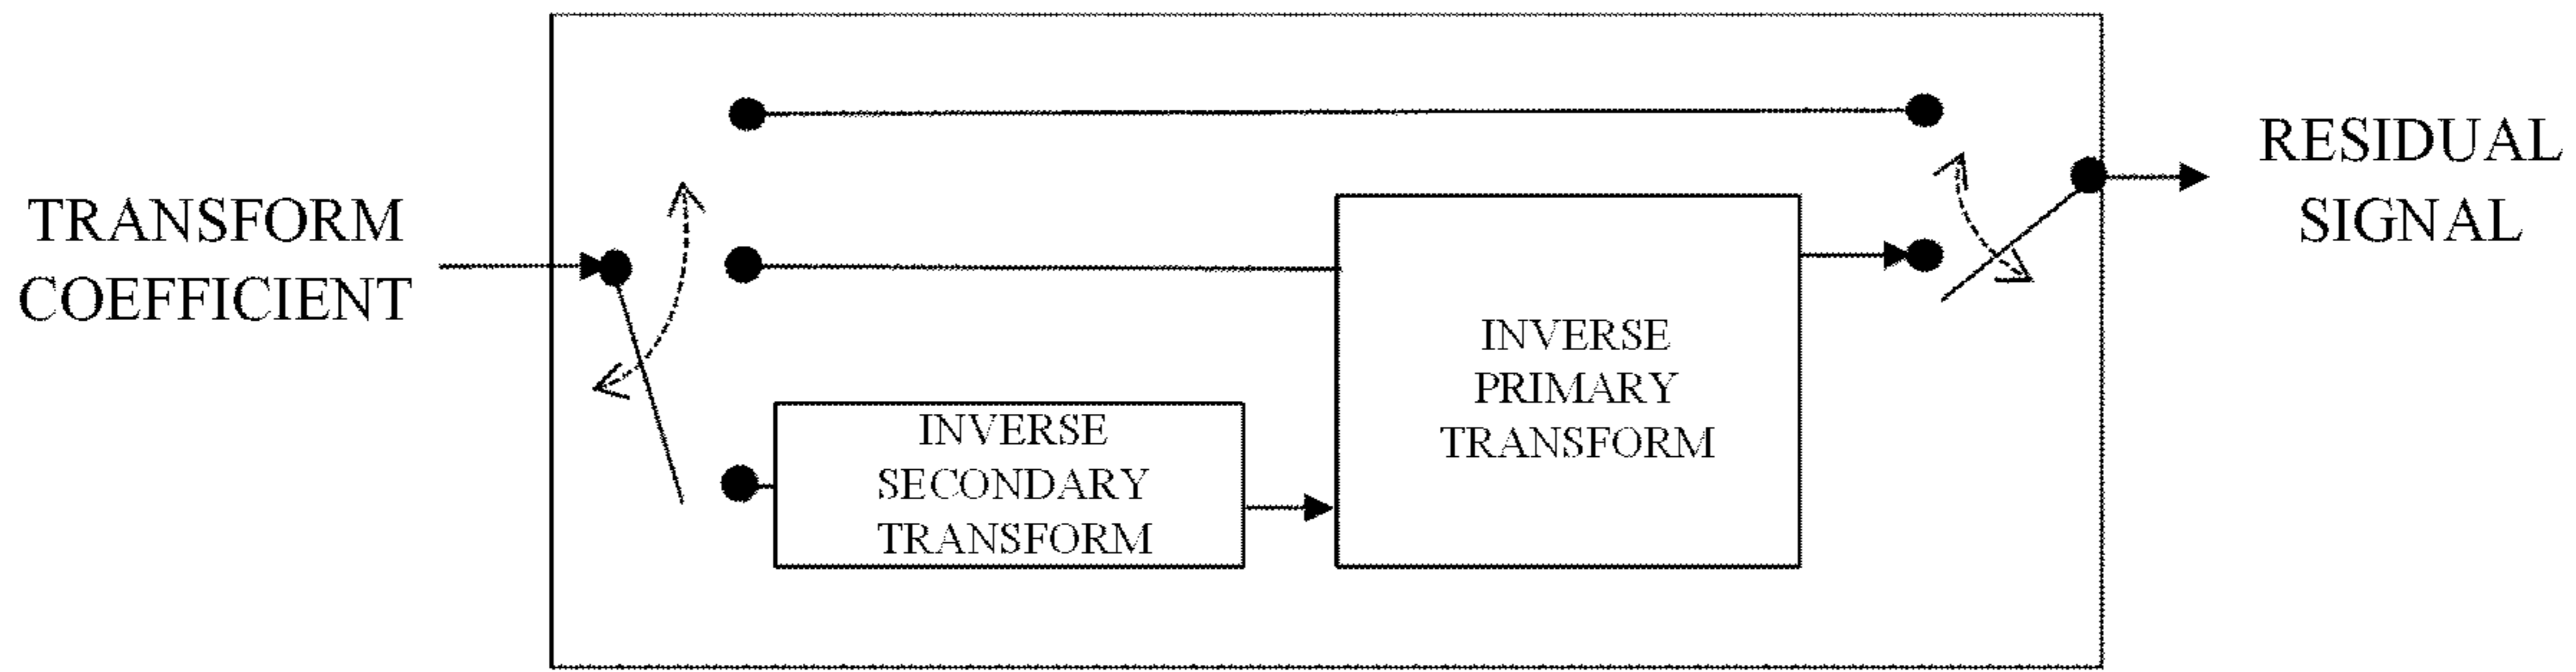 TRANSFORM
COEFFICIENT
INVERSE
SECONDARY
TRANSFORM
INVERSE
PRIMARY
TRANSFORM
RESIDUAL
SIGNAL